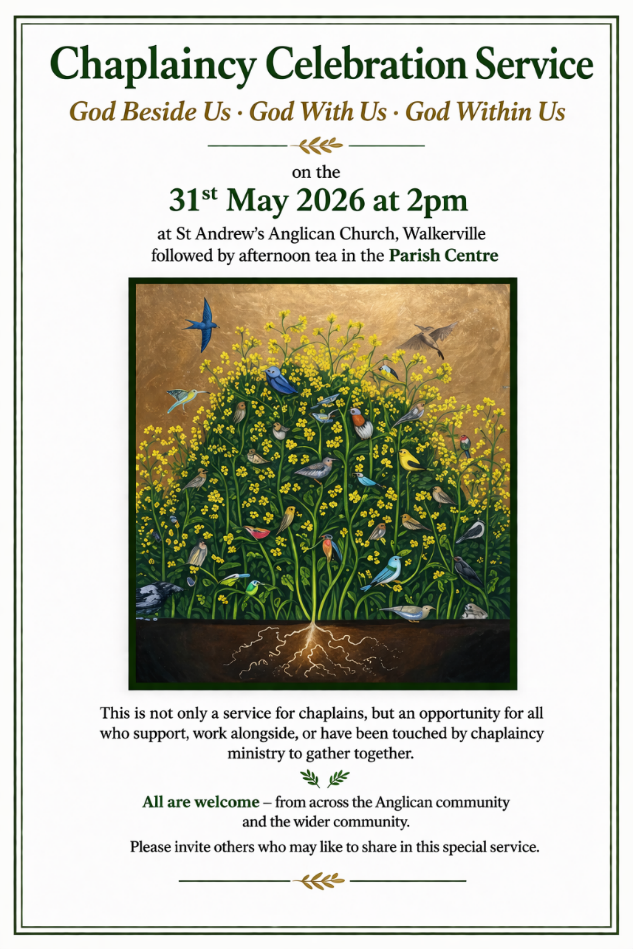 Chaplaincy Celebration Service
God Beside Us · God With Us · God Within Us
on the
31st May 2026 at 2pm
at St Andrew's Anglican Church, Walkerville
followed by afternoon tea in the Parish Centre
This is not only a service for chaplains, but an opportunity for all
who support, work alongside, or have been touched by chaplaincy
ministry to gather together.
All are welcome – from across the Anglican community
and the wider community.
Please invite others who may like to share in this special service.